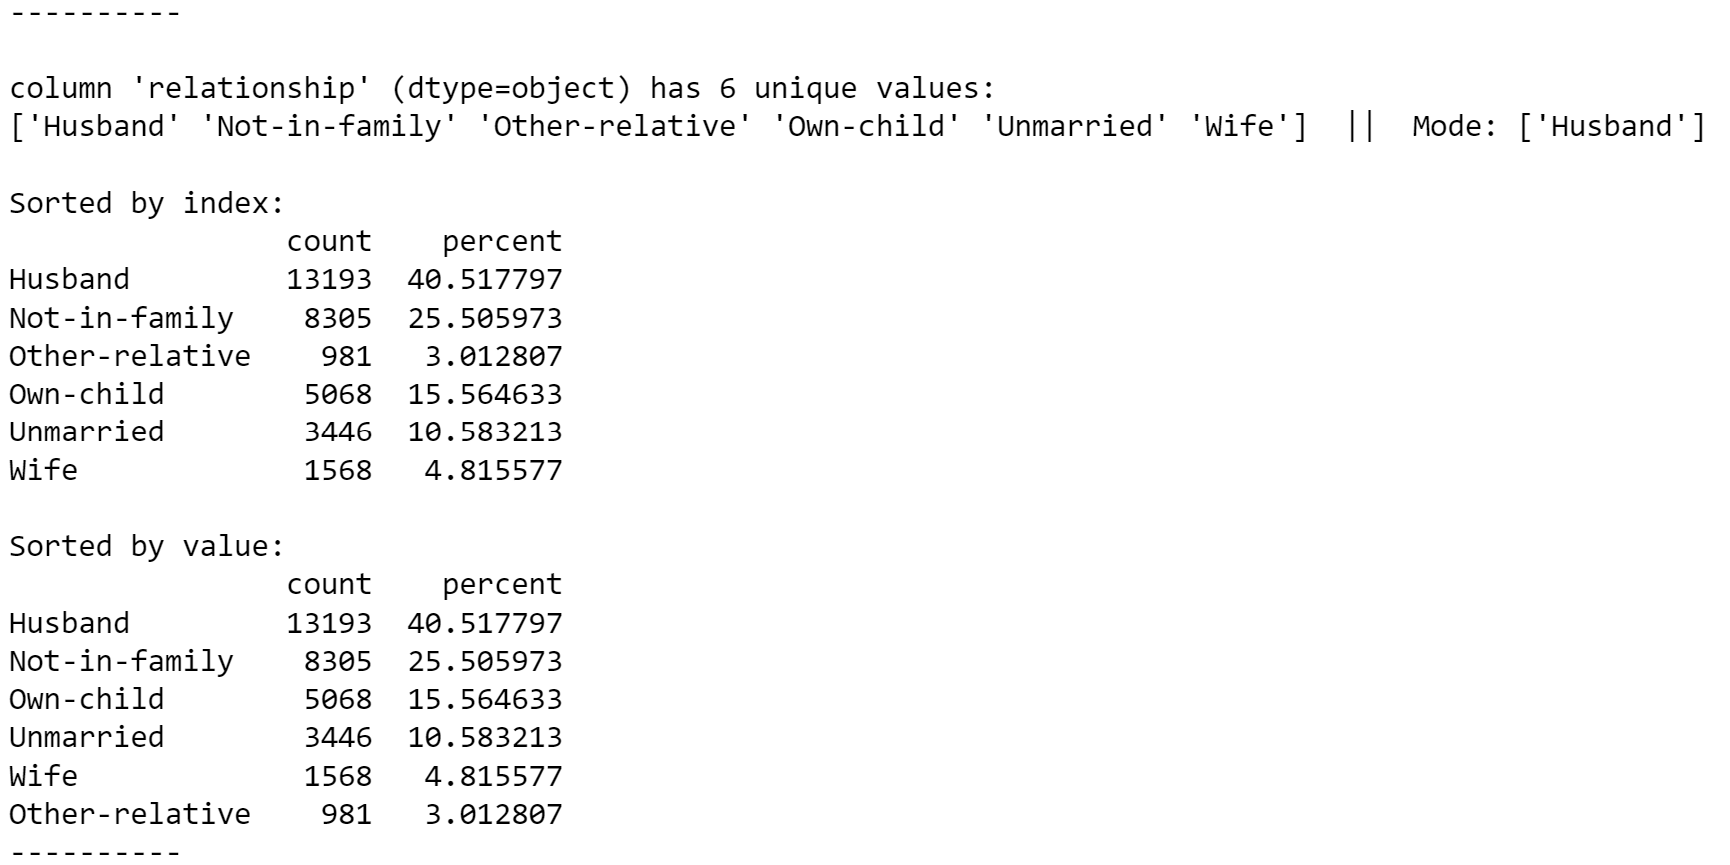 ----------
column 'relationship' (dtype=object) has 6 unique values:
['Husband' 'Not-in-family' 'Other-relative' 'Own-child' 'Unmarried' 'Wife']  ||  Mode: ['Husband']
Sorted by index:
                count    percent
Husband         13193  40.517797
Not-in-family    8305  25.505973
Other-relative    981   3.012807
Own-child        5068  15.564633
Unmarried        3446  10.583213
Wife             1568   4.815577
Sorted by value:
                count    percent
Husband         13193  40.517797
Not-in-family    8305  25.505973
Own-child        5068  15.564633
Unmarried        3446  10.583213
Wife             1568   4.815577
Other-relative    981   3.012807
----------